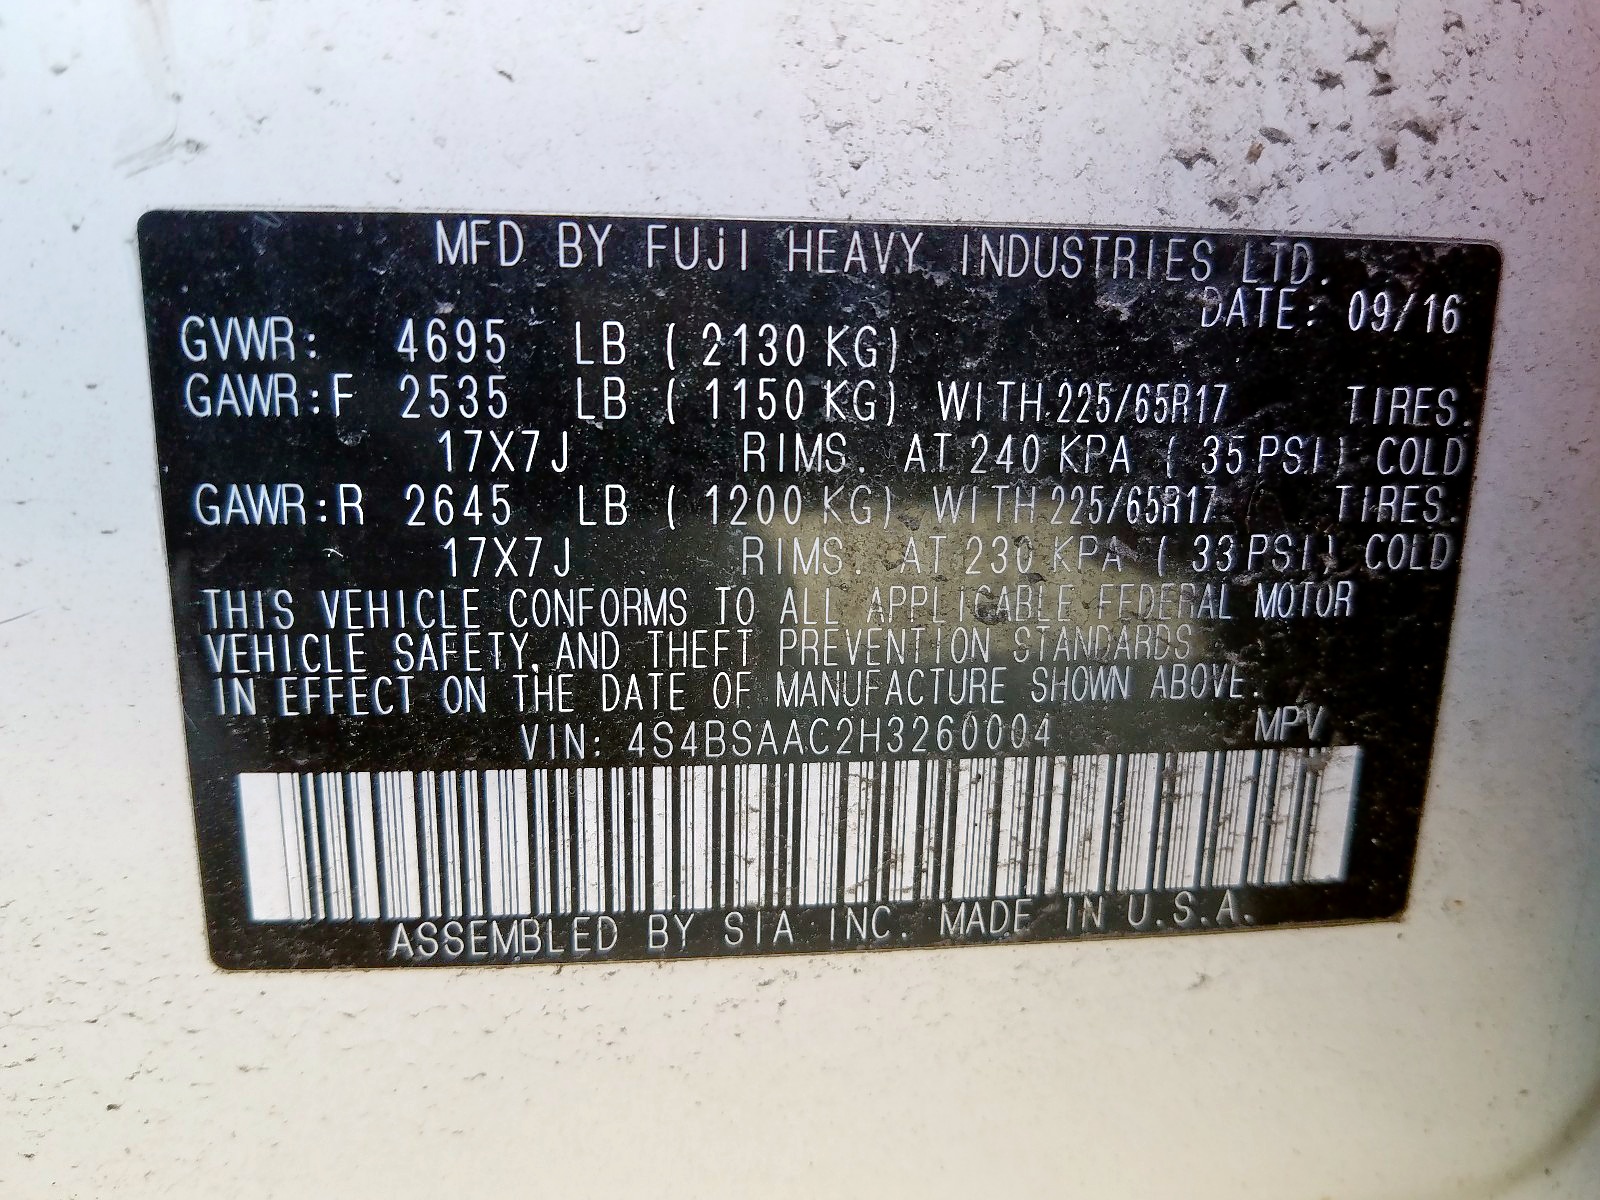 MFD BY FUJI HEAVY INDUSTRIES LTD.
DATE: 09/16
GVWR: 4695 LB ( 2130 KG)
GAWR:F 2535 LB ( 1150 KG) WITH 225/65R17 TIRES.
17X7J RIMS. AT 240 KPA ( 35 PSI) COLD
GAWR:R 2645 LB ( 1200 KG) WITH 225/65R17 TIRES.
17X7J RIMS. AT 230 KPA ( 33 PSI) COLD
THIS VEHICLE CONFORMS TO ALL APPLICABLE FEDERAL MOTOR
VEHICLE SAFETY, AND THEFT PREVENTION STANDARDS
IN EFFECT ON THE DATE OF MANUFACTURE SHOWN ABOVE.
VIN: 4S4BSAAC2H3260004 MPV
ASSEMBLED BY SIA INC. MADE IN U.S.A.